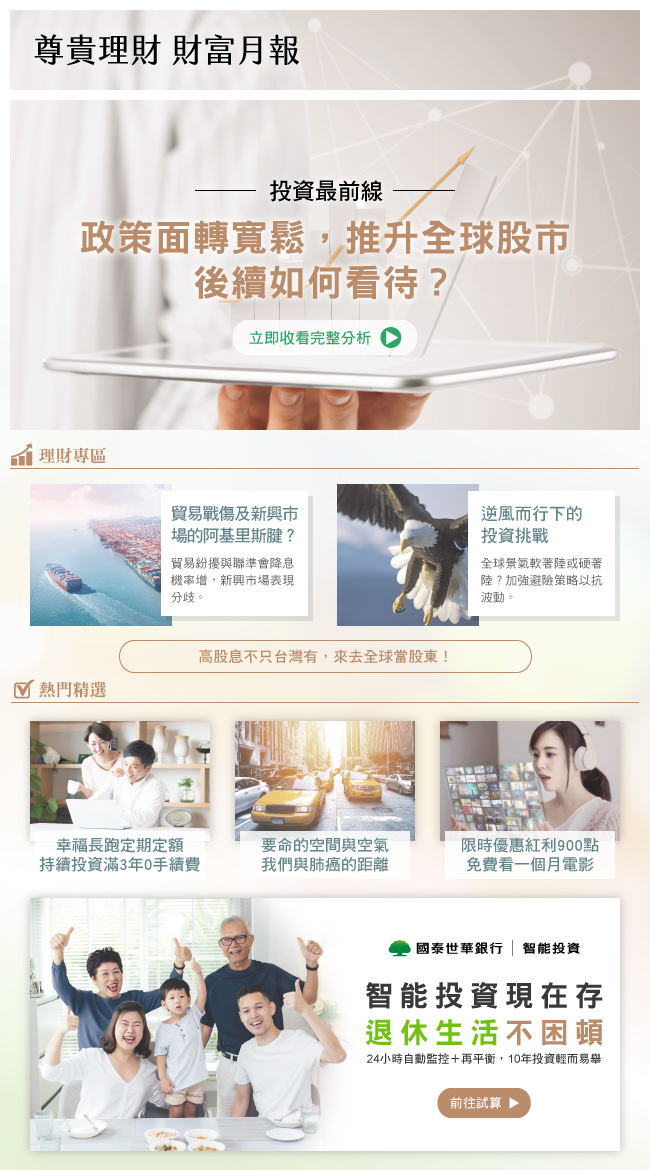 尊貴理財 財富月報
投資最前線
政策面轉寬鬆，推升全球股市
後續如何看待？
立即收看完整分析
理財專區
貿易戰傷及新興市
場的阿基里斯腱？
貿易紛擾與聯準會降息
機率增，新興市場表現
分歧。
逆風而行下的
投資挑戰
全球景氣軟著陸或硬著
陸？加強避險策略以抗
波動。
高股息不只台灣有，來去全球當股東！
熱門精選
幸福長跑定期定額
持續投資滿3年0手續費
要命的空間與空氣
我們與肺癌的距離
限時優惠紅利900點
免費看一個月電影
國泰世華銀行｜智能投資
智能投資現在存
退休生活不困頓
24小時自動監控＋再平衡，10年投資輕而易舉
前往試算